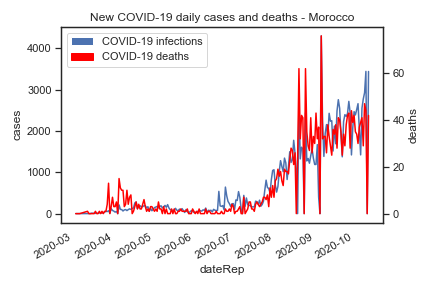 New COVID-19 daily cases and deaths - Morocco
COVID-19 infections
COVID-19 deaths
4000
3000
2000
1000
0
cases
60
40
20
0
deaths
2020-03
2020-04
2020-05
2020-06
2020-07
2020-08
2020-09
2020-10
dateRep